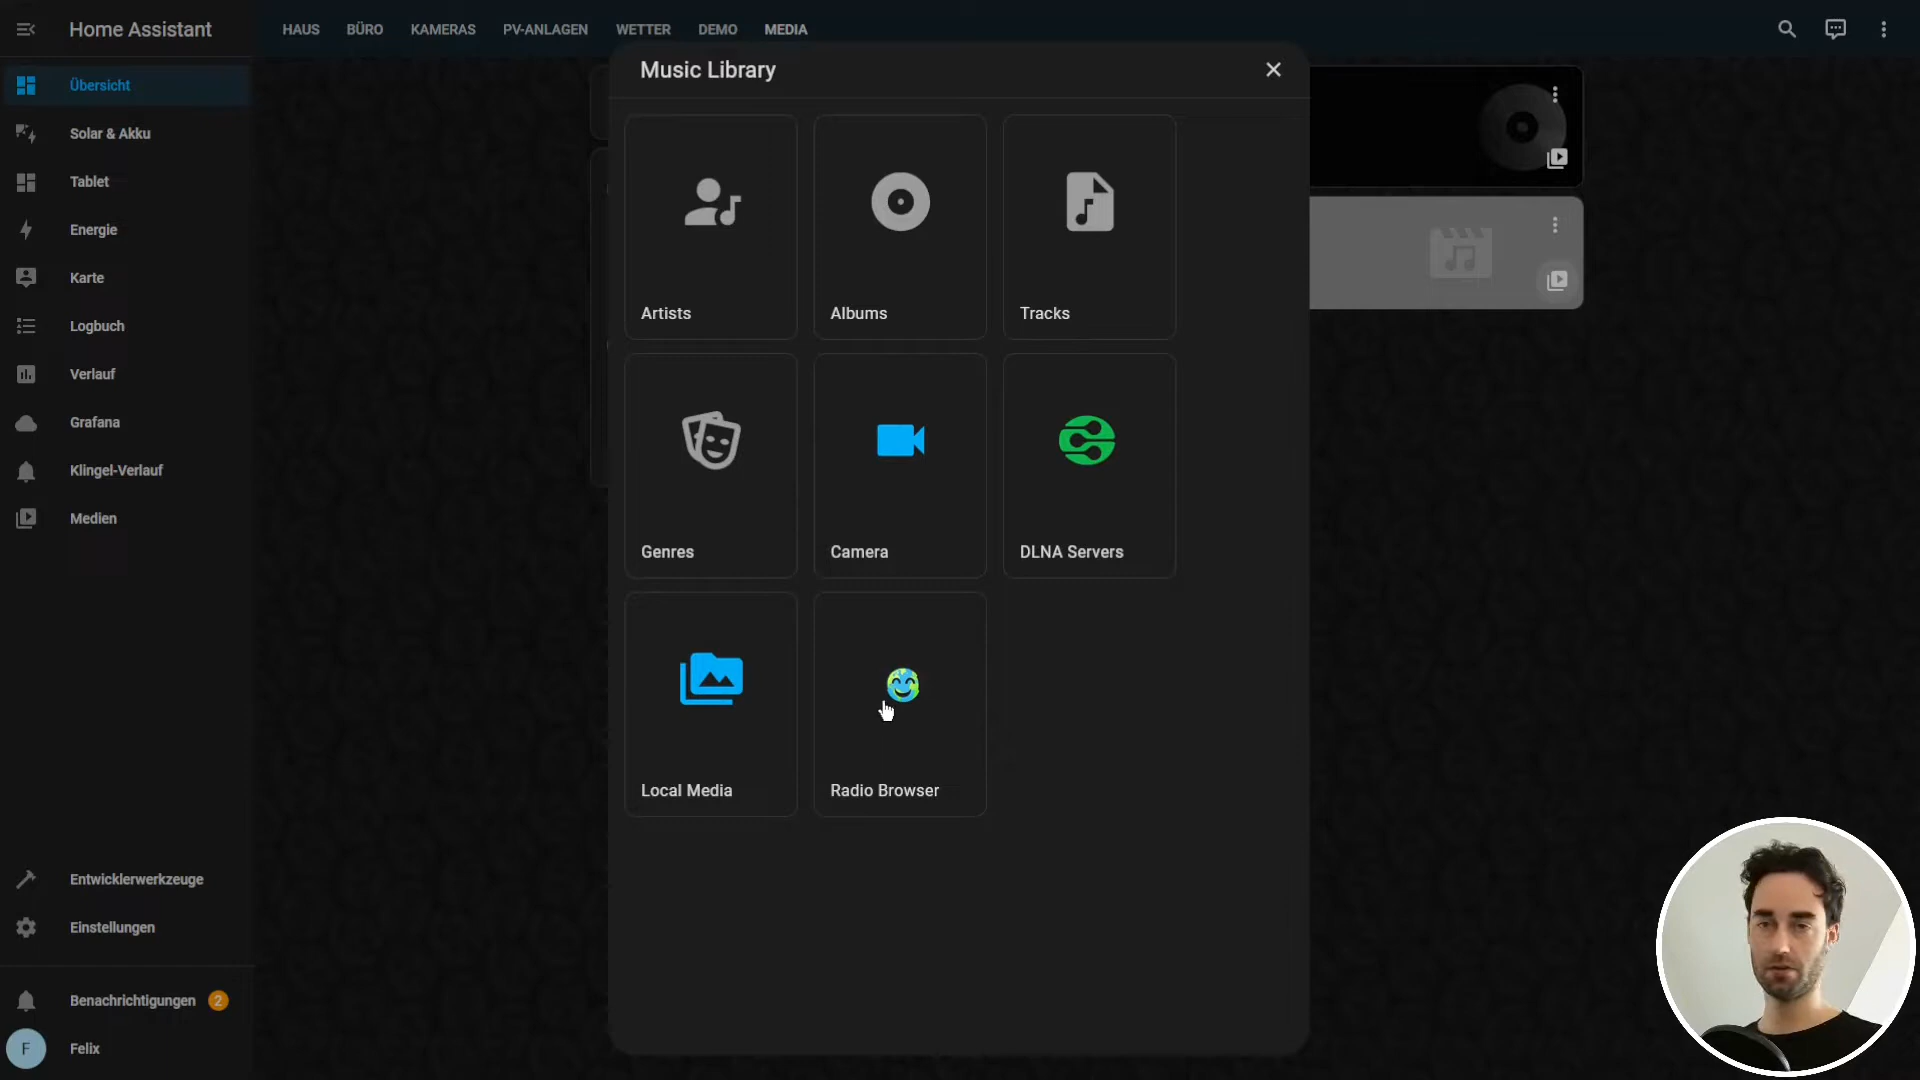 Home Assistant
HAUS
BÜRO
KAMERAS
PV-ANLAGEN
WETTER
DEMO
MEDIA
Übersicht
Solar & Akku
Tablet
Energie
Karte
Logbuch
Verlauf
Grafana
Klingel-Verlauf
Medien
Entwicklerwerkzeuge
Einstellungen
Benachrichtigungen 2
F Felix
Music Library
Artists
Albums
Tracks
Genres
Camera
DLNA Servers
Local Media
Radio Browser